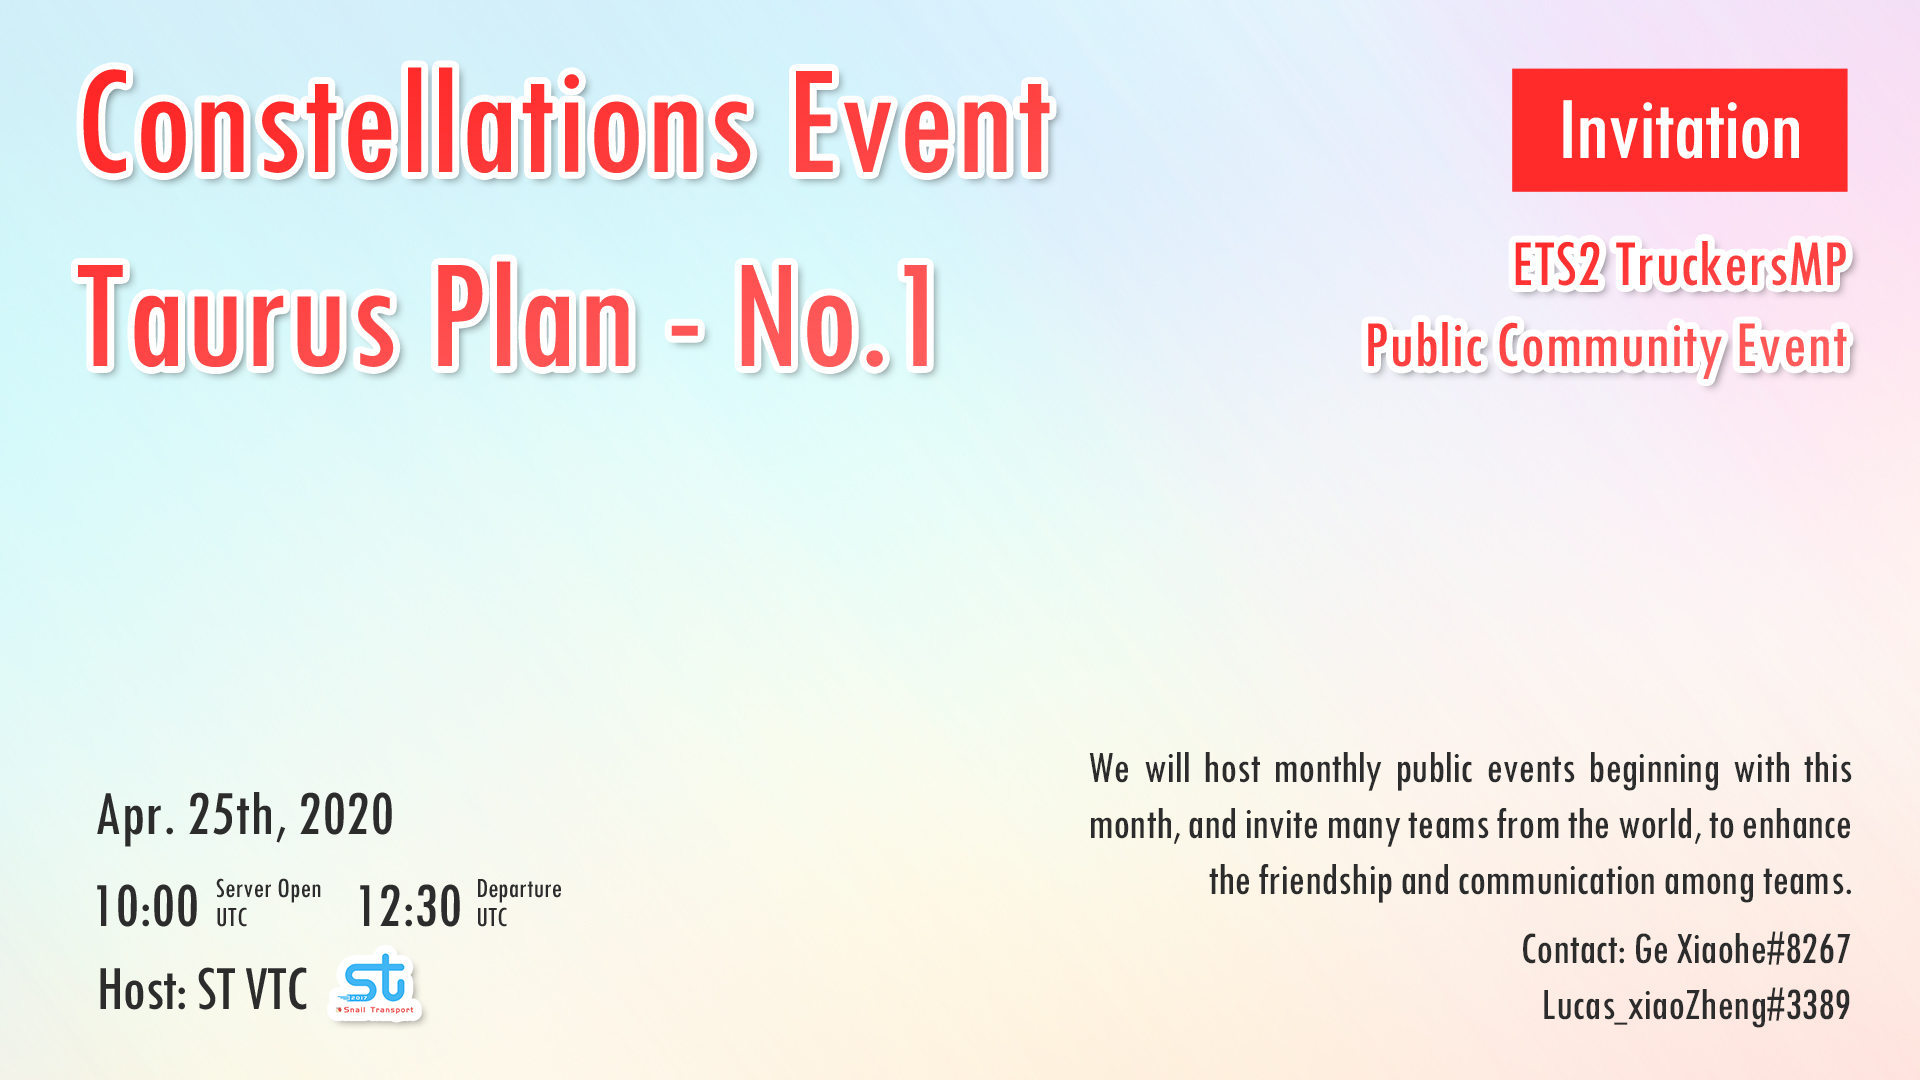 Constellations Event
Taurus Plan - No.1
Invitation
ETS2 TruckersMP
Public Community Event
Apr. 25th, 2020
10:00 Server Open UTC 12:30 Departure UTC
Host: ST VTC
st
2017
Snail Transport
We will host monthly public events beginning with this
month, and invite many teams from the world, to enhance
the friendship and communication among teams.
Contact: Ge Xiaohe#8267
Lucas_xiaoZheng#3389